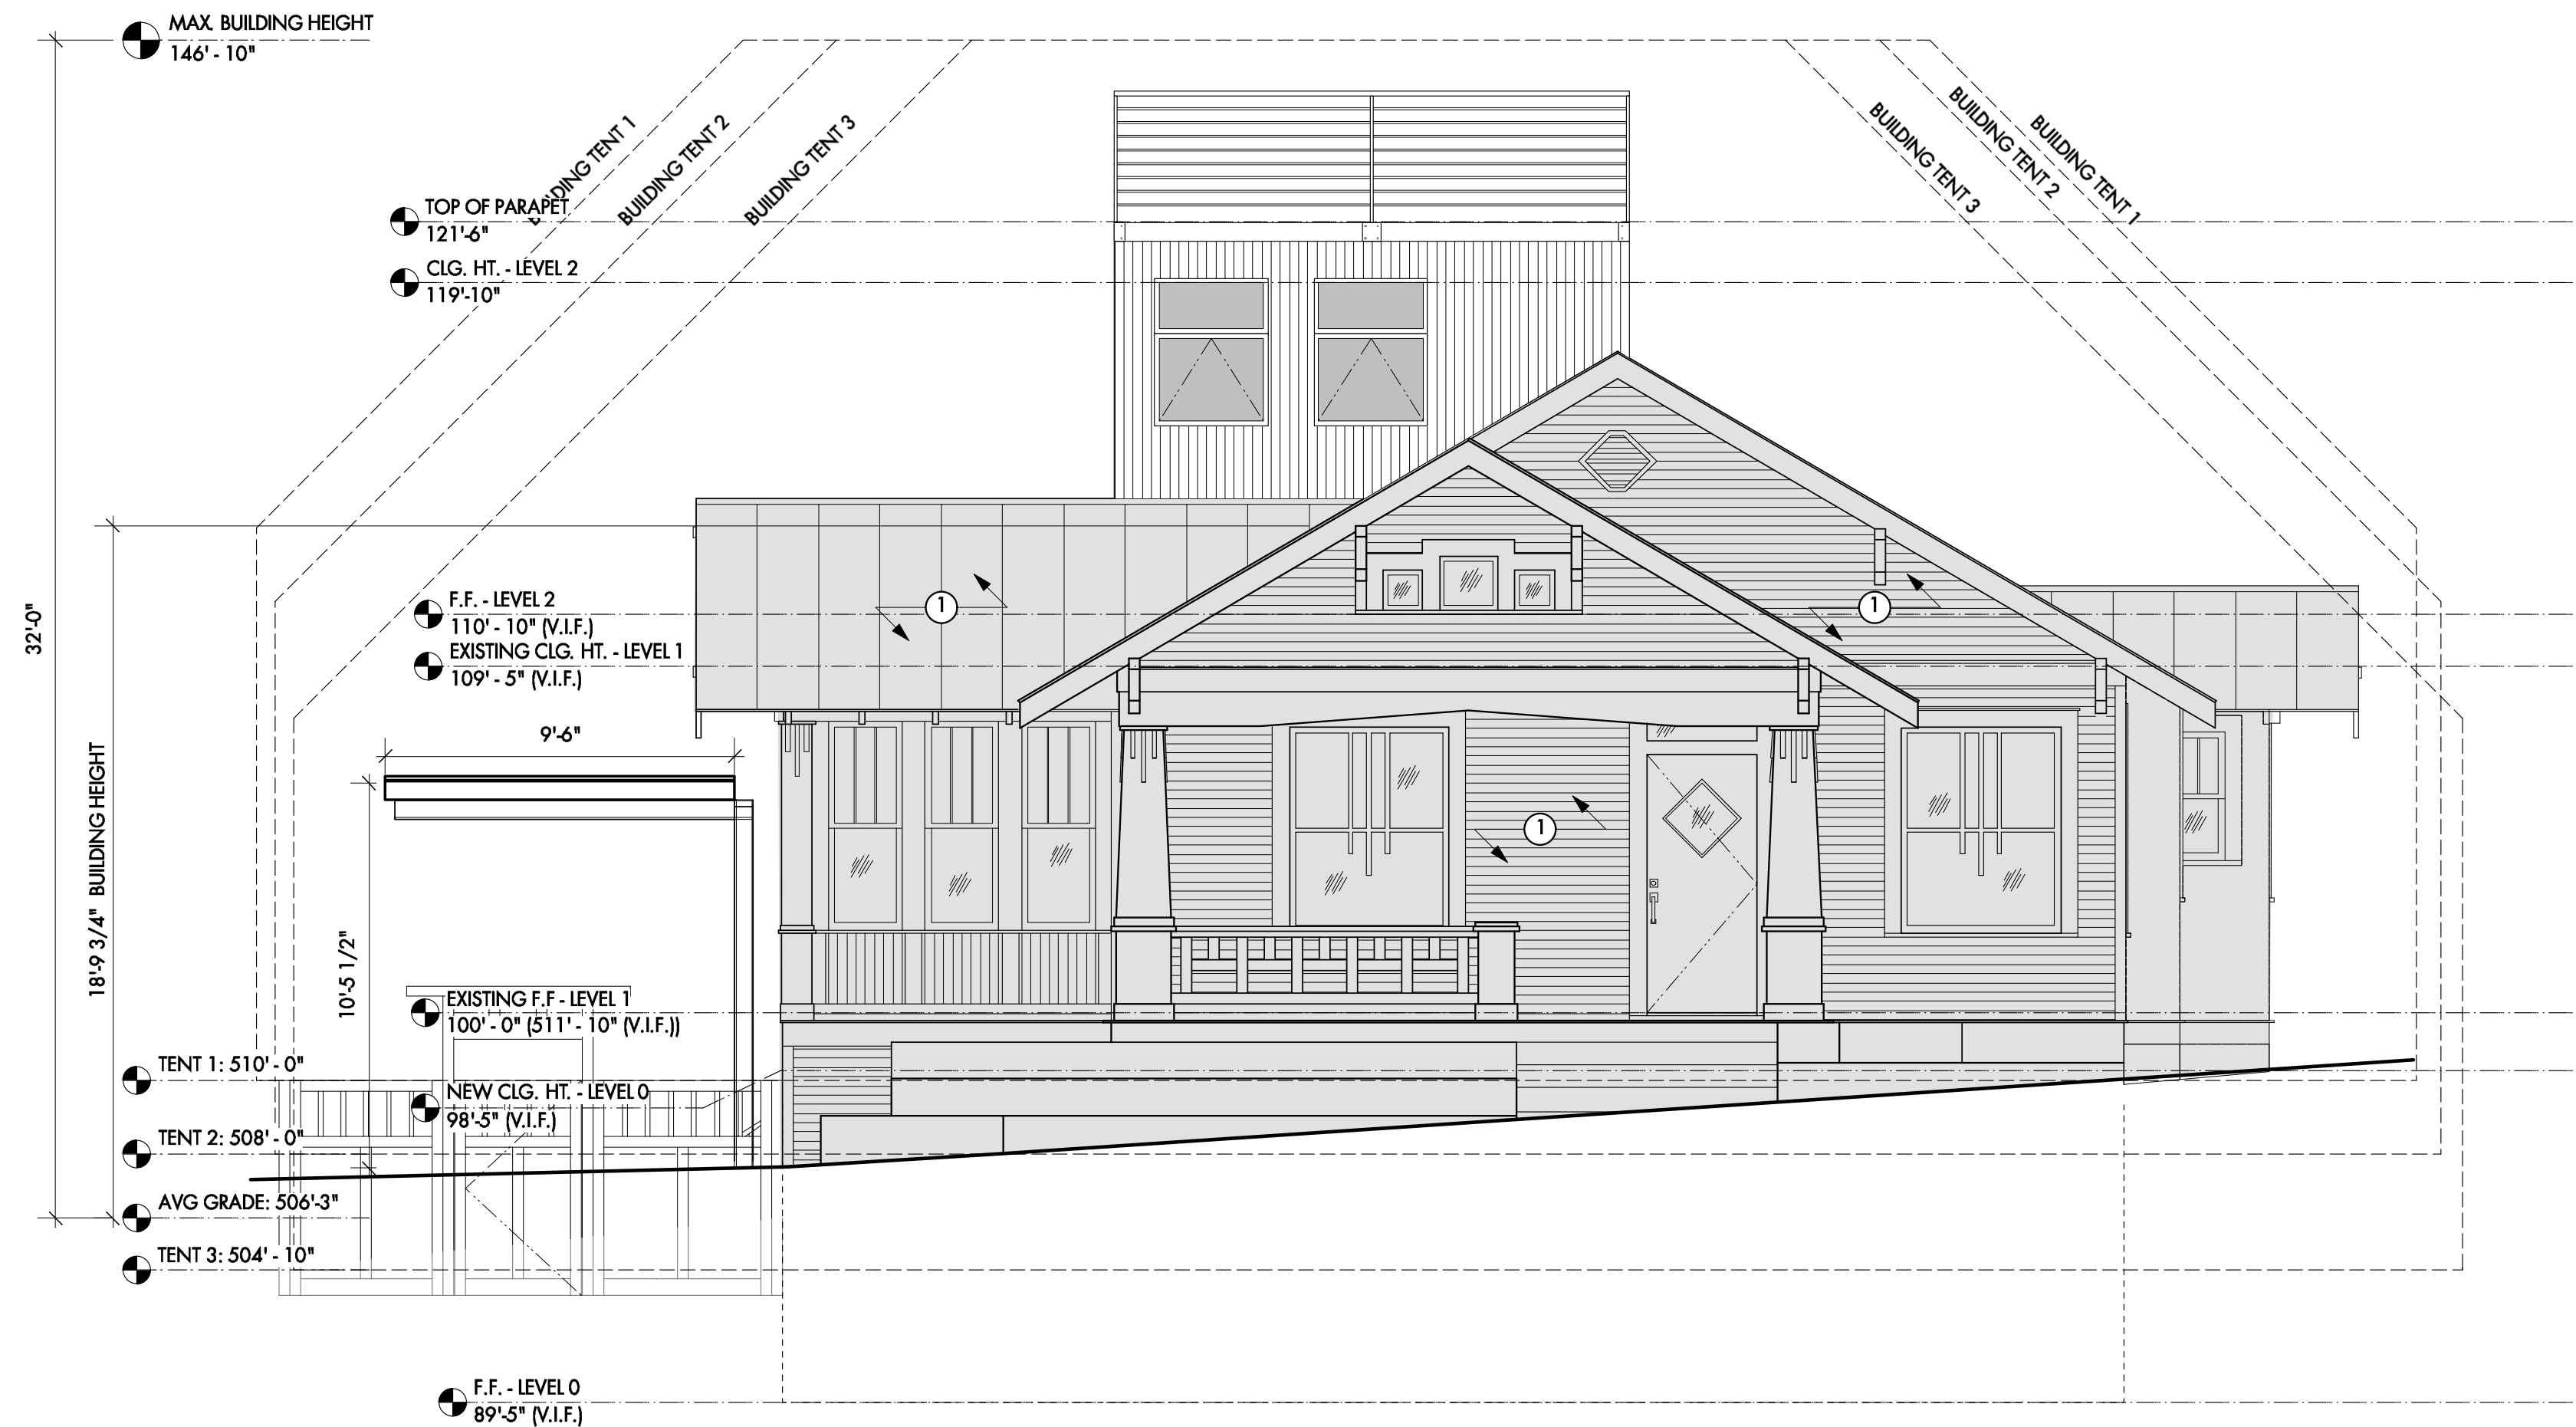 MAX. BUILDING HEIGHT
146' - 10"
BUILDING TENT 1
BUILDING TENT 2
BUILDING TENT 3
BUILDING TENT 3
BUILDING TENT 2
BUILDING TENT 1
TOP OF PARAPET
121'-6"
CLG. HT. - LEVEL 2
119'-10"
F.F. - LEVEL 2
110' - 10" (V.I.F.)
EXISTING CLG. HT. - LEVEL 1
109' - 5" (V.I.F.)
1
1
1
32'-0"
18'-9 3/4" BUILDING HEIGHT
9'-6"
10'-5 1/2"
EXISTING F.F - LEVEL 1
100' - 0" (511' - 10" (V.I.F.))
TENT 1: 510' - 0"
NEW CLG. HT. - LEVEL 0
98'-5" (V.I.F.)
TENT 2: 508' - 0"
AVG GRADE: 506'-3"
TENT 3: 504' - 10"
F.F. - LEVEL 0
89'-5" (V.I.F.)